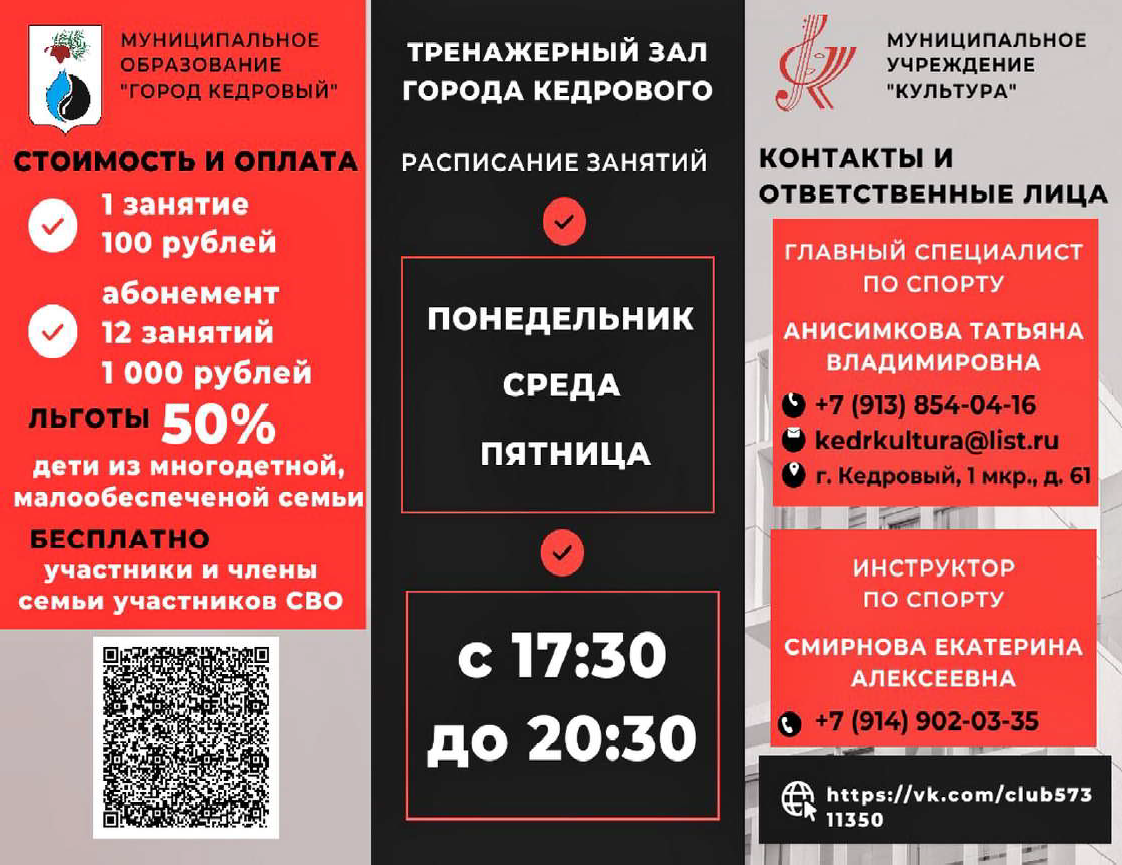 МУНИЦИПАЛЬНОЕ
ОБРАЗОВАНИЕ
"ГОРОД КЕДРОВЫЙ"
СТОИМОСТЬ И ОПЛАТА
1 занятие
100 рублей
абонемент
12 занятий
1 000 рублей
ЛЬГОТЫ 50%
дети из многодетной,
малообеспеченой семьи
БЕСПЛАТНО
участники и члены
семьи участников СВО
ТРЕНАЖЕРНЫЙ ЗАЛ
ГОРОДА КЕДРОВОГО
РАСПИСАНИЕ ЗАНЯТИЙ
ПОНЕДЕЛЬНИК
СРЕДА
ПЯТНИЦА
с 17:30
до 20:30
МУНИЦИПАЛЬНОЕ
УЧРЕЖДЕНИЕ
"КУЛЬТУРА"
КОНТАКТЫ И
ОТВЕТСТВЕННЫЕ ЛИЦА
ГЛАВНЫЙ СПЕЦИАЛИСТ
ПО СПОРТУ
АНИСИМКОВА ТАТЬЯНА
ВЛАДИМИРОВНА
+7 (913) 854-04-16
kedrkultura@list.ru
г. Кедровый, 1 мкр., д. 61
ИНСТРУКТОР
ПО СПОРТУ
СМИРНОВА ЕКАТЕРИНА
АЛЕКСЕЕВНА
+7 (914) 902-03-35
https://vk.com/club573
11350